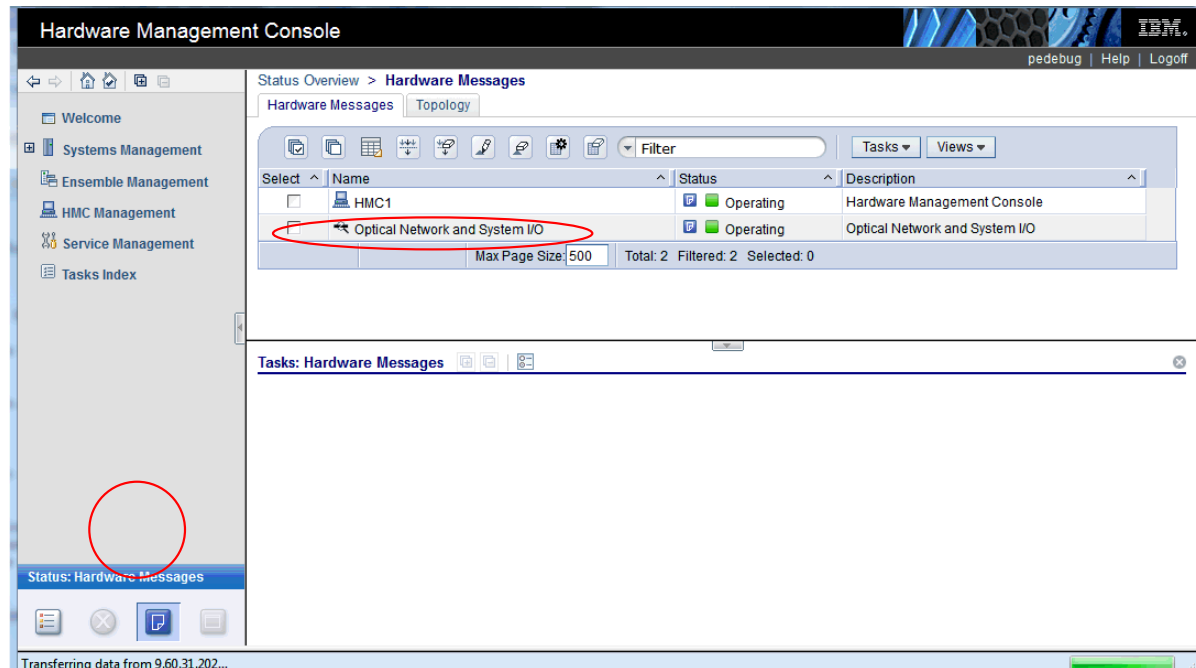 Hardware Management Console
IBM.
pedebug | Help | Logoff
Status Overview > Hardware Messages
Hardware Messages Topology
Welcome
Systems Management
Ensemble Management
HMC Management
Service Management
Tasks Index
Filter Tasks Views
Select Name Status Description
HMC1 Operating Hardware Management Console
Optical Network and System I/O Operating Optical Network and System I/O
Max Page Size: 500 Total: 2 Filtered: 2 Selected: 0
Tasks: Hardware Messages
Status: Hardware Messages
Transferring data from 9.60.31.202...